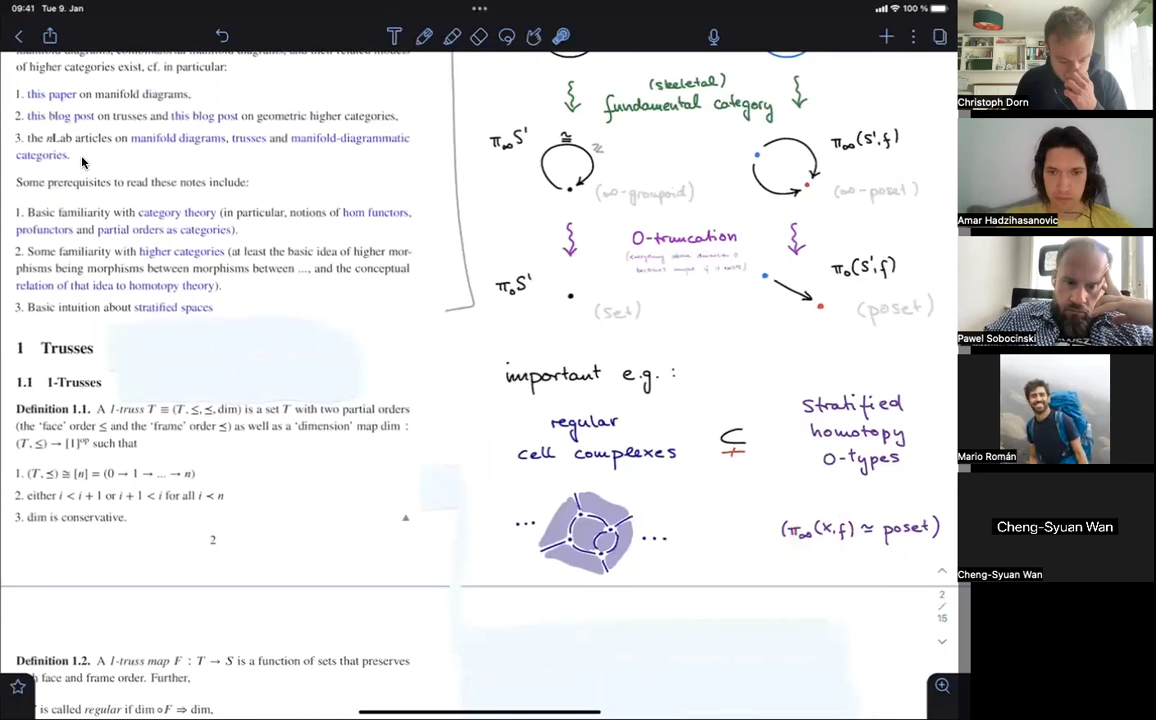 09:41 Tue 9. Jan
100 %
of higher categories exist, cf. in particular:
1. this paper on manifold diagrams,
2. this blog post on trusses and this blog post on geometric higher categories,
3. the nLab articles on manifold diagrams, trusses and manifold-diagrammatic
categories.
Some prerequisites to read these notes include:
1. Basic familiarity with category theory (in particular, notions of hom functors,
profunctors and partial orders as categories).
2. Some familiarity with higher categories (at least the basic idea of higher mor-
phisms being morphisms between morphisms between ..., and the conceptual
relation of that idea to homotopy theory).
3. Basic intuition about stratified spaces
1 Trusses
1.1 1-Trusses
Definition 1.1. A 1-truss T ≡ (T, ≤, ⪯, dim) is a set T with two partial orders
(the 'face' order ≤ and the 'frame' order ⪯) as well as a 'dimension' map dim :
(T, ≤) → [1]ᵒᵖ such that
1. (T, ⪯) ≅ [n] = (0 → 1 → ... → n)
2. either i < i + 1 or i + 1 < i for all i < n
3. dim is conservative.
2
Definition 1.2. A 1-truss map F : T → S is a function of sets that preserves
face and frame order. Further,
is called regular if dim ∘F ⇒ dim,
(skeletal)
fundamental category
π∞S¹
≅
ℤ
(∞-groupoid)
π∞(S¹,f)
(∞-poset)
0-truncation
π₀S¹
(set)
π₀(S¹,f)
(poset)
important e.g. :
regular
cell complexes
⊊
stratified
homotopy
0-types
...
...
(π∞(X,f) ≃ poset)
2
/
15
Christoph Dorn
Amar Hadzihasanovic
Pawel Sobocinski
Mario Román
Cheng-Syuan Wan
Cheng-Syuan Wan